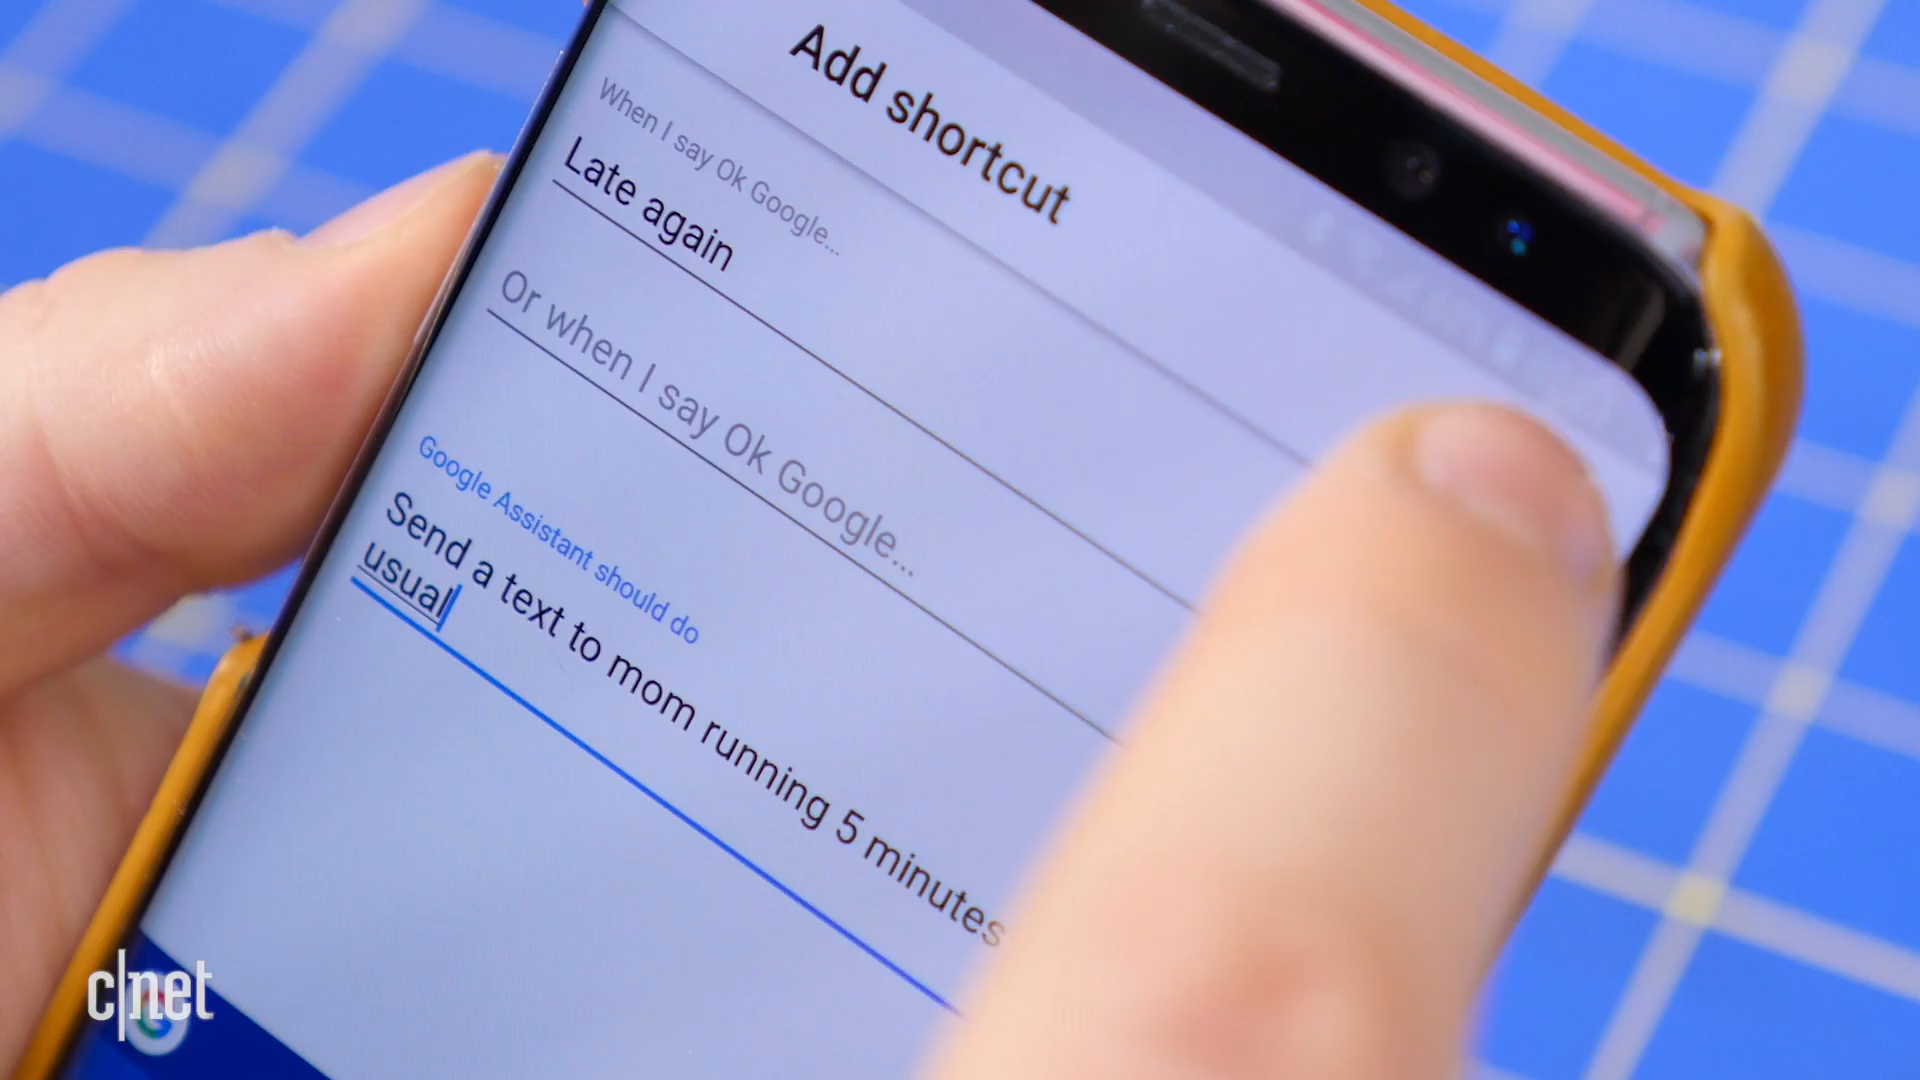 Add shortcut
When I say Ok Google...
Late again
Or when I say Ok Google...
Google Assistant should do
Send a text to mom running 5 minutes
usual
c|net